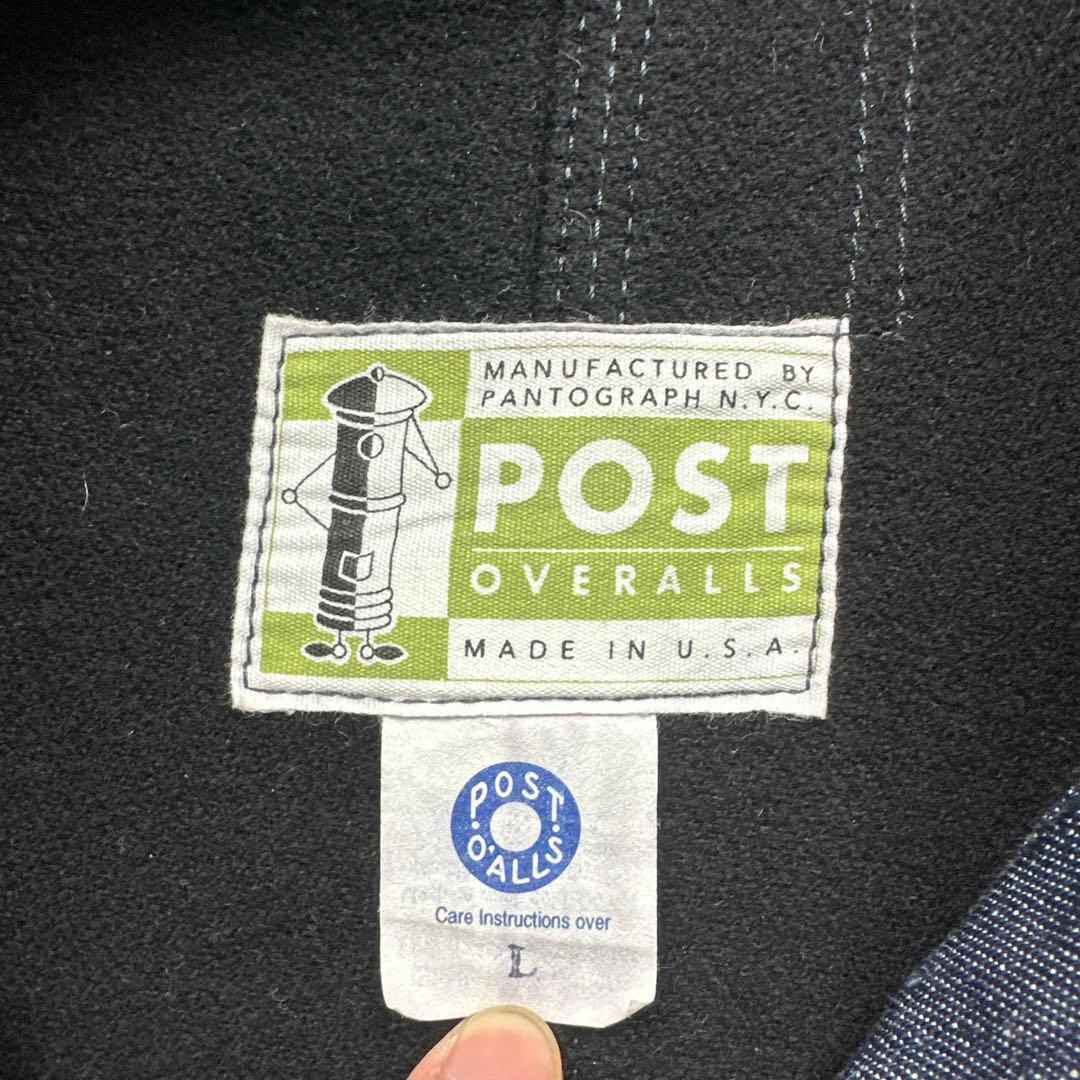 MANUFACTURED BY
PANTOGRAPH N.Y.C.
POST
OVERALLS
MADE IN U.S.A.
POST
O'ALLS
Care Instructions over
L